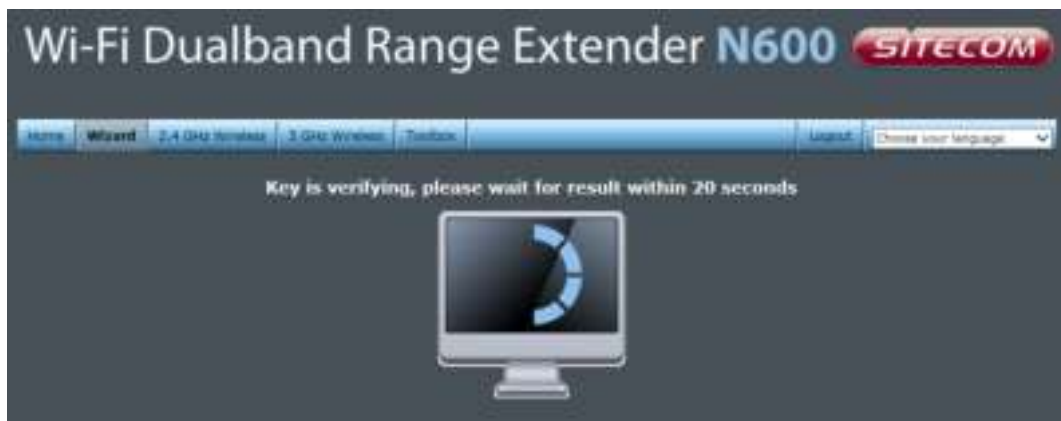 Wi-Fi Dualband Range Extender N600 SITECOM
Home Wizard 2.4 GHz Wireless 5 GHz Wireless Toolbox Logout Choose your language
Key is verifying, please wait for result within 20 seconds